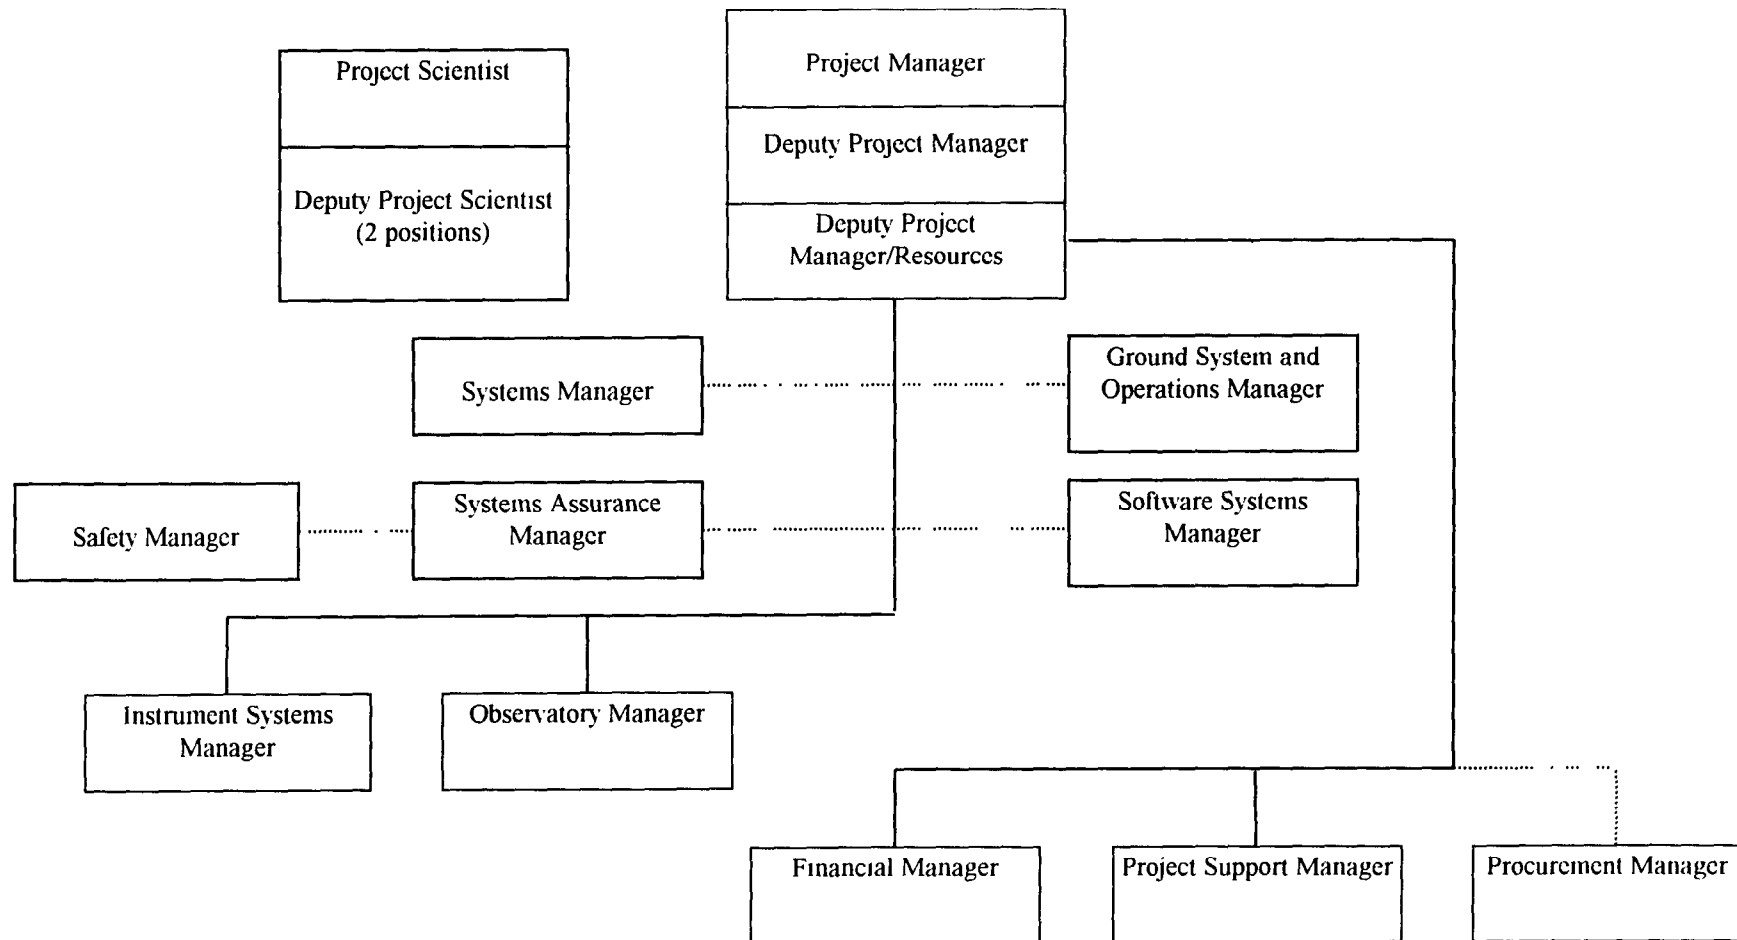 Project Scientist
Deputy Project Scientist
(2 positions)
Project Manager
Deputy Project Manager
Deputy Project
Manager/Resources
Systems Manager
Ground System and
Operations Manager
Safety Manager
Systems Assurance
Manager
Software Systems
Manager
Instrument Systems
Manager
Observatory Manager
Financial Manager
Project Support Manager
Procurement Manager